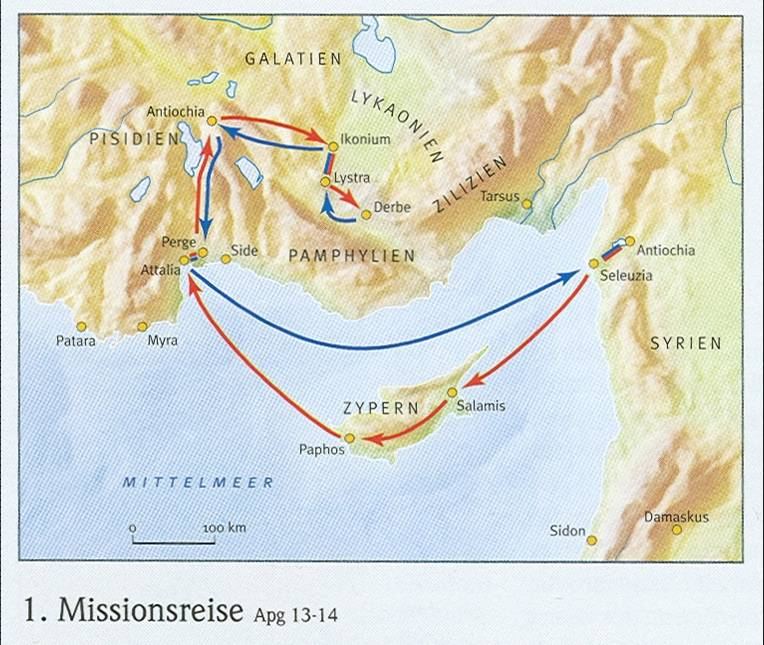 GALATIEN
LYKAONIEN
Antiochia
PISIDIEN
Ikonium
Lystra
ZILIZIEN
Tarsus
Derbe
Perge
Side
PAMPHYLIEN
Antiochia
Attalia
Seleuzia
Patara
Myra
SYRIEN
ZYPERN
Salamis
Paphos
MITTELMEER
0 100 km
Damaskus
Sidon
1. Missionsreise Apg 13-14